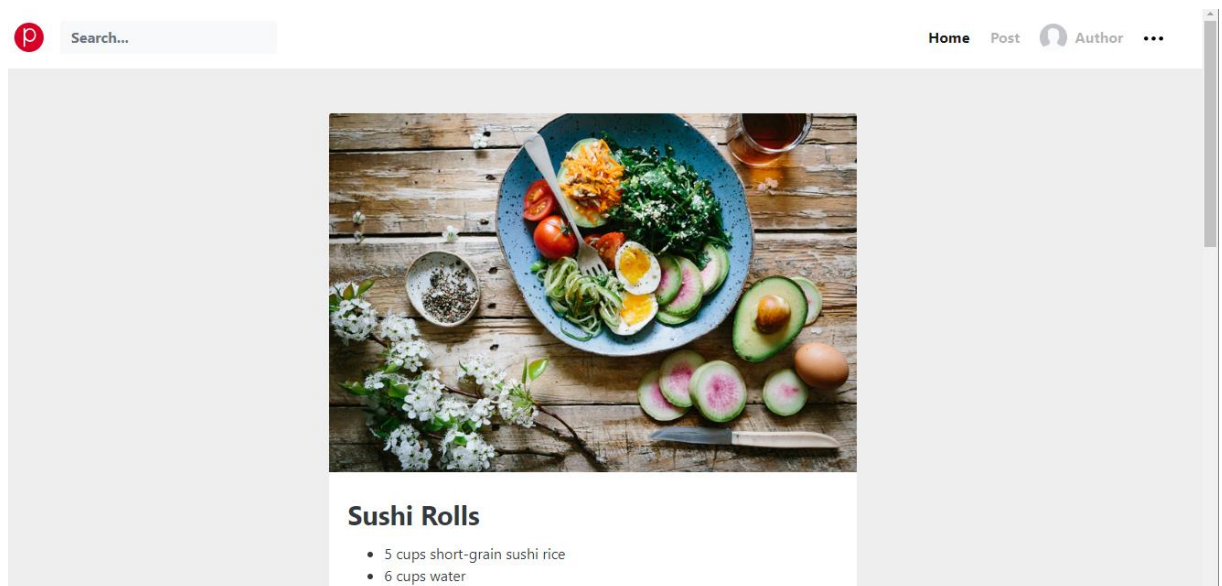 Search...
Home Post Author •••
Sushi Rolls
• 5 cups short-grain sushi rice
• 6 cups water